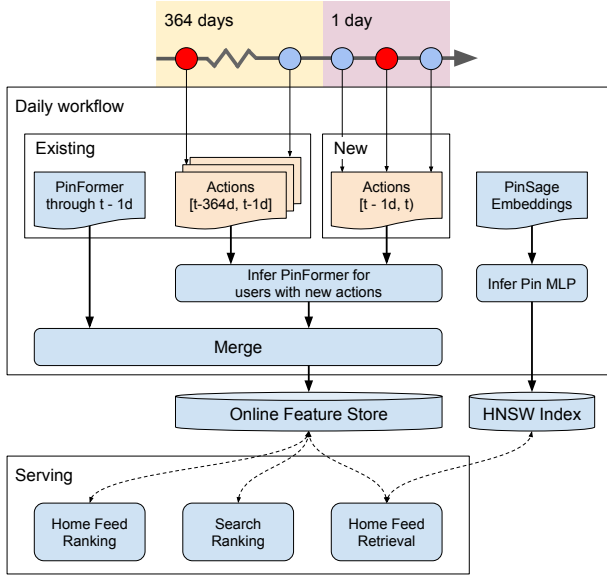 364 days
1 day
Daily workflow
Existing
New
PinFormer
through t - 1d
Actions
[t-364d, t-1d]
Actions
[t - 1d, t)
PinSage
Embeddings
Infer PinFormer for
users with new actions
Infer Pin MLP
Merge
Online Feature Store
HNSW Index
Serving
Home Feed
Ranking
Search
Ranking
Home Feed
Retrieval